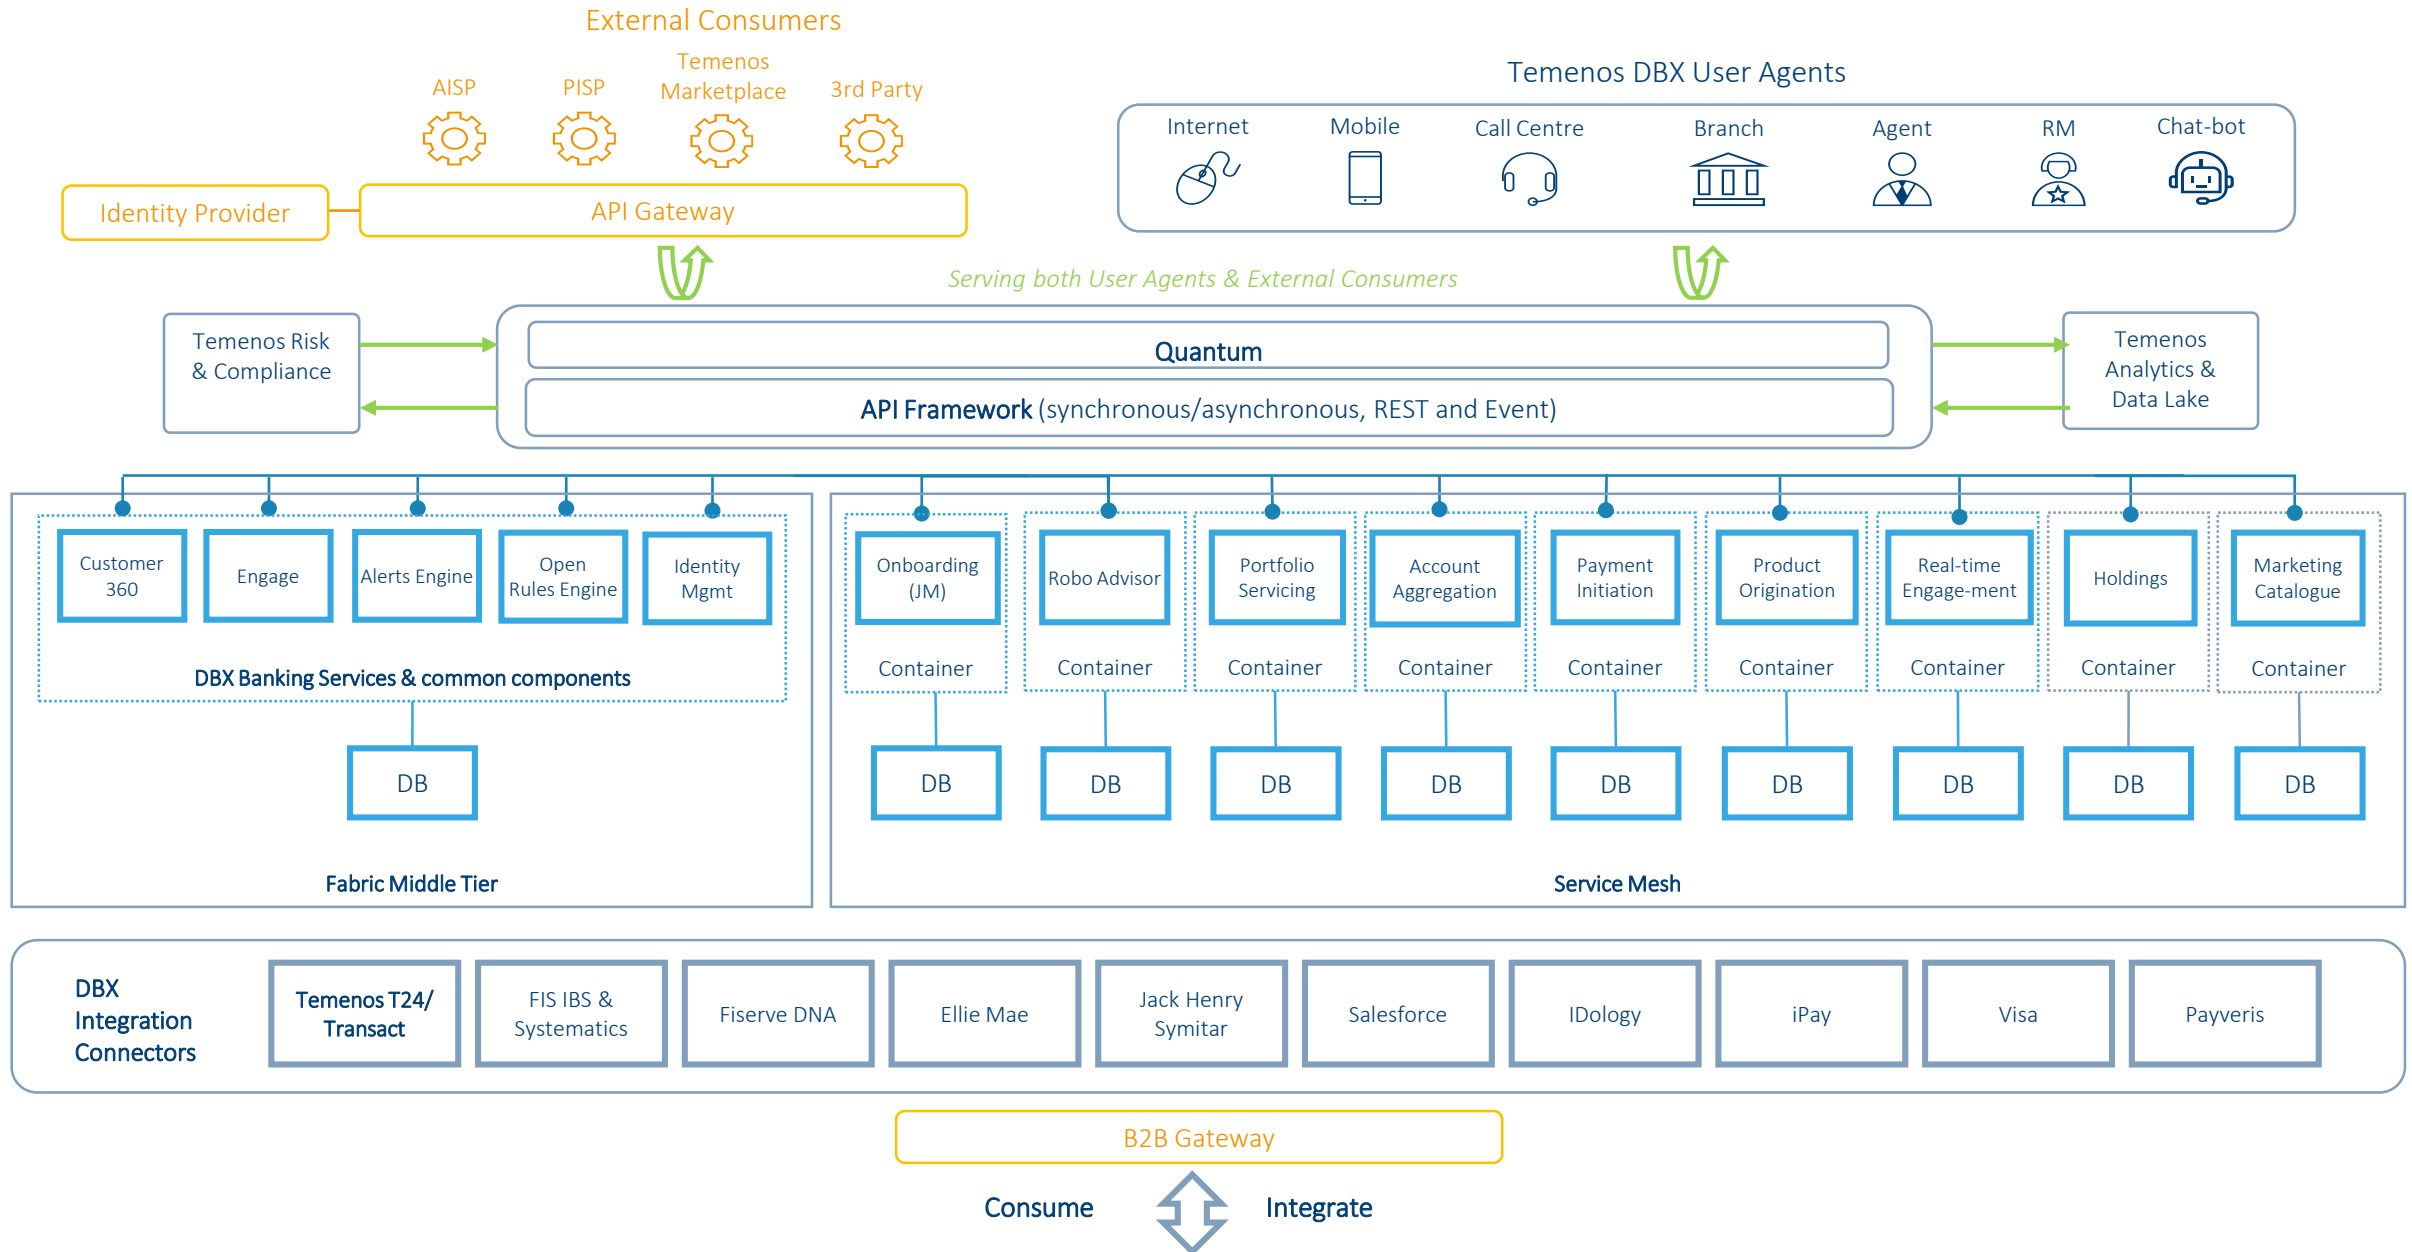 External Consumers
AISP
PISP
Temenos
Marketplace
3rd Party
Temenos DBX User Agents
Internet
Mobile
Call Centre
Branch
Agent
RM
Chat-bot
Identity Provider
API Gateway
Serving both User Agents & External Consumers
Temenos Risk
& Compliance
Quantum
API Framework (synchronous/asynchronous, REST and Event)
Temenos
Analytics &
Data Lake
Customer
360
Engage
Alerts Engine
Open
Rules Engine
Identity
Mgmt
DBX Banking Services & common components
DB
Fabric Middle Tier
Onboarding
(JM)
Robo Advisor
Portfolio
Servicing
Account
Aggregation
Payment
Initiation
Product
Origination
Real-time
Engage-ment
Holdings
Marketing
Catalogue
Container
Container
Container
Container
Container
Container
Container
Container
Container
DB
DB
DB
DB
DB
DB
DB
DB
DB
Service Mesh
DBX
Integration
Connectors
Temenos T24/
Transact
FIS IBS &
Systematics
Fiserve DNA
Ellie Mae
Jack Henry
Symitar
Salesforce
IDology
iPay
Visa
Payveris
B2B Gateway
Consume
Integrate